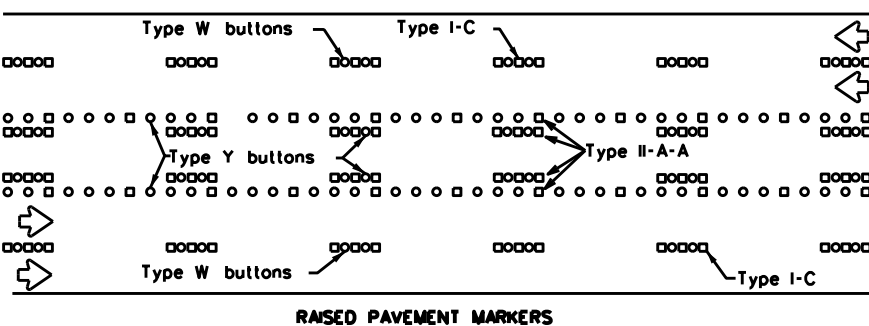 Type W buttons
Type I-C
Type Y buttons
Type II-A-A
Type W buttons
Type I-C
RAISED PAVEMENT MARKERS